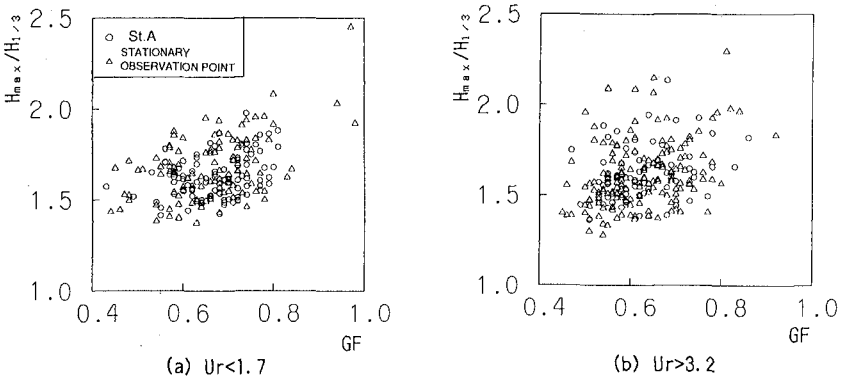 Hmax/H1/3
2.5
2.0
1.5
1.0
0.4
0.6
0.8
1.0
GF
○ St.A
△ STATIONARY
OBSERVATION POINT
(a) Ur<1.7
Hmax/H1/3
2.5
2.0
1.5
1.0
0.4
0.6
0.8
1.0
GF
(b) Ur>3.2